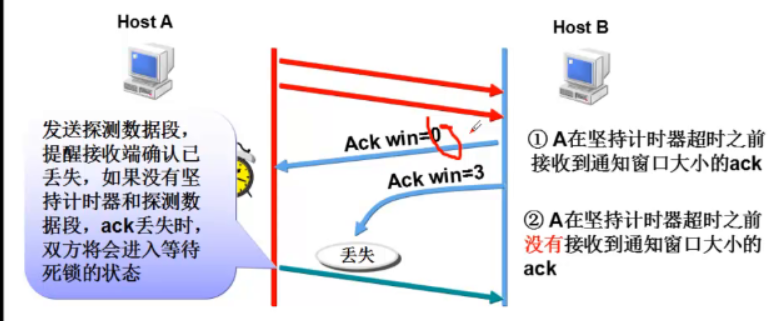 Host A
Host B
发送探测数据段，
提醒接收端确认已
丢失，如果没有坚
持计时器和探测数
据段，ack丢失时，
双方将会进入等待
死锁的状态
Ack win=0
Ack win=3
丢失
① A在坚持计时器超时之前
接收到通知窗口大小的ack
② A在坚持计时器超时之前
没有接收到通知窗口大小的
ack